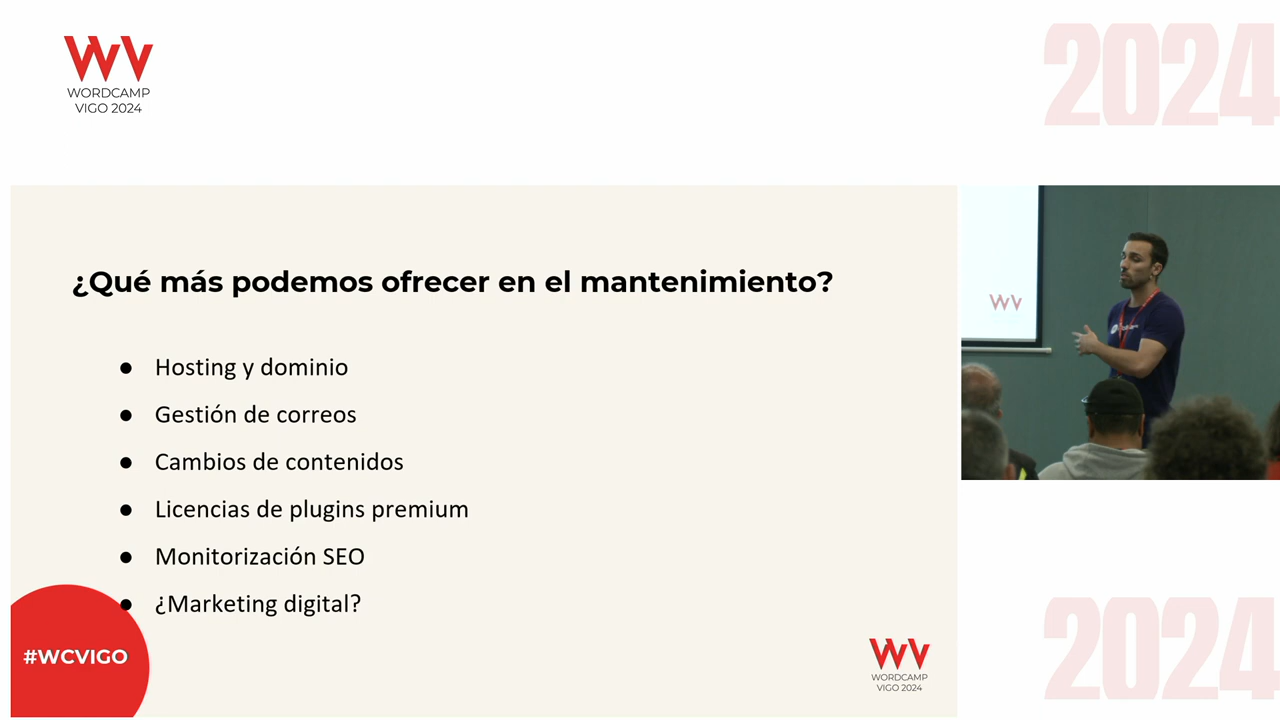 WORDCAMP
VIGO 2024
2024
¿Qué más podemos ofrecer en el mantenimiento?
● Hosting y dominio
● Gestión de correos
● Cambios de contenidos
● Licencias de plugins premium
● Monitorización SEO
● ¿Marketing digital?
#WCVIGO
WORDCAMP
VIGO 2024
2024